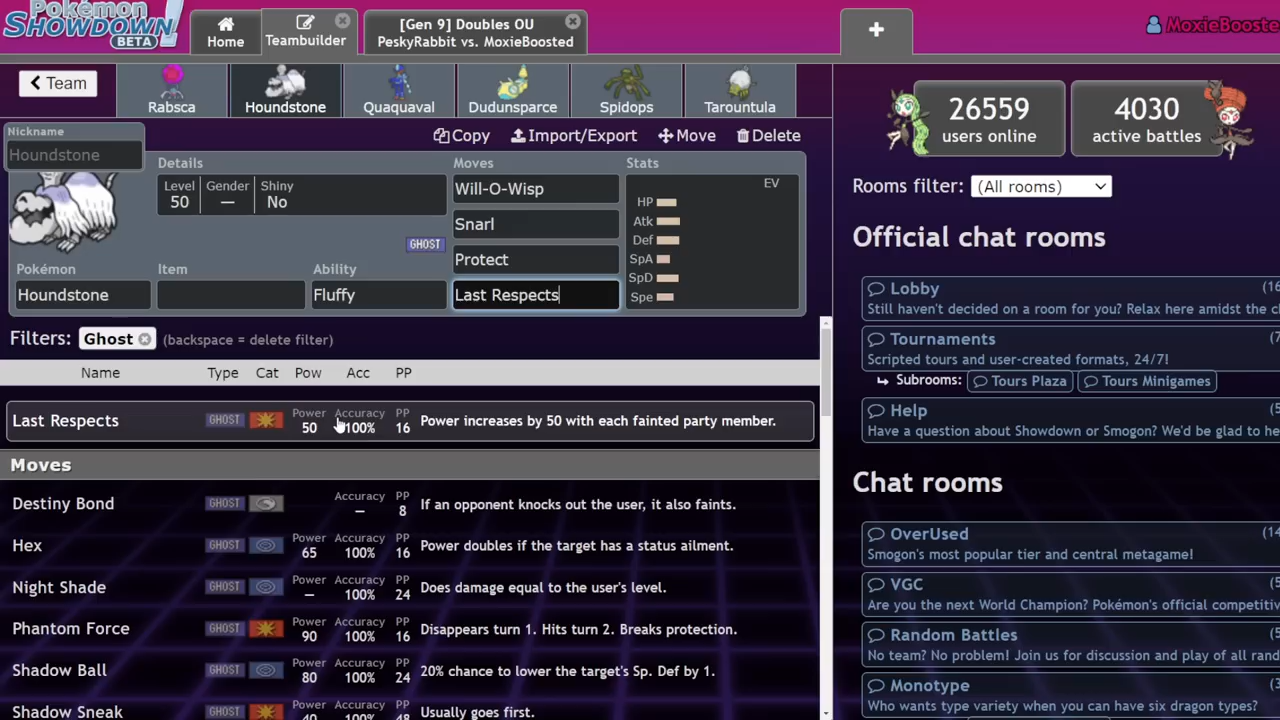 Pokémon
SHOWDOWN!
BETA
Home
Teambuilder
[Gen 9] Doubles OU
PeskyRabbit vs. MoxieBoosted
+
MoxieBooste
Team
Rabsca
Houndstone
Quaquaval
Dudunsparce
Spidops
Tarountula
26559
users online
4030
active battles
Nickname
Houndstone
Copy
Import/Export
Move
Delete
Details
Level
50
Gender
—
Shiny
No
GHOST
Pokémon
Houndstone
Item
Ability
Fluffy
Moves
Will-O-Wisp
Snarl
Protect
Last Respects
Stats
EV
HP
Atk
Def
SpA
SpD
Spe
Rooms filter: (All rooms)
Official chat rooms
Lobby (16
Still haven't decided on a room for you? Relax here amidst the c
Tournaments (7
Scripted tours and user-created formats, 24/7!
Subrooms: Tours Plaza Tours Minigames
Help (5
Have a question about Showdown or Smogon? We'd be glad to he
Chat rooms
OverUsed (14
Smogon's most popular tier and central metagame!
VGC (5
Are you the next World Champion? Pokémon's official competitiv
Random Battles (5
No team? No problem! Join us for discussion and play of all rand
Monotype (3
Who wants type variety when you can have six dragon types?
Filters: Ghost (backspace = delete filter)
Name Type Cat Pow Acc PP
Last Respects GHOST Power 50 Accuracy 100% PP 16 Power increases by 50 with each fainted party member.
Moves
Destiny Bond GHOST Accuracy — PP 8 If an opponent knocks out the user, it also faints.
Hex GHOST Power 65 Accuracy 100% PP 16 Power doubles if the target has a status ailment.
Night Shade GHOST Power — Accuracy 100% PP 24 Does damage equal to the user's level.
Phantom Force GHOST Power 90 Accuracy 100% PP 16 Disappears turn 1. Hits turn 2. Breaks protection.
Shadow Ball GHOST Power 80 Accuracy 100% PP 24 20% chance to lower the target's Sp. Def by 1.
Shadow Sneak GHOST Power 40 Accuracy 100% PP 48 Usually goes first.